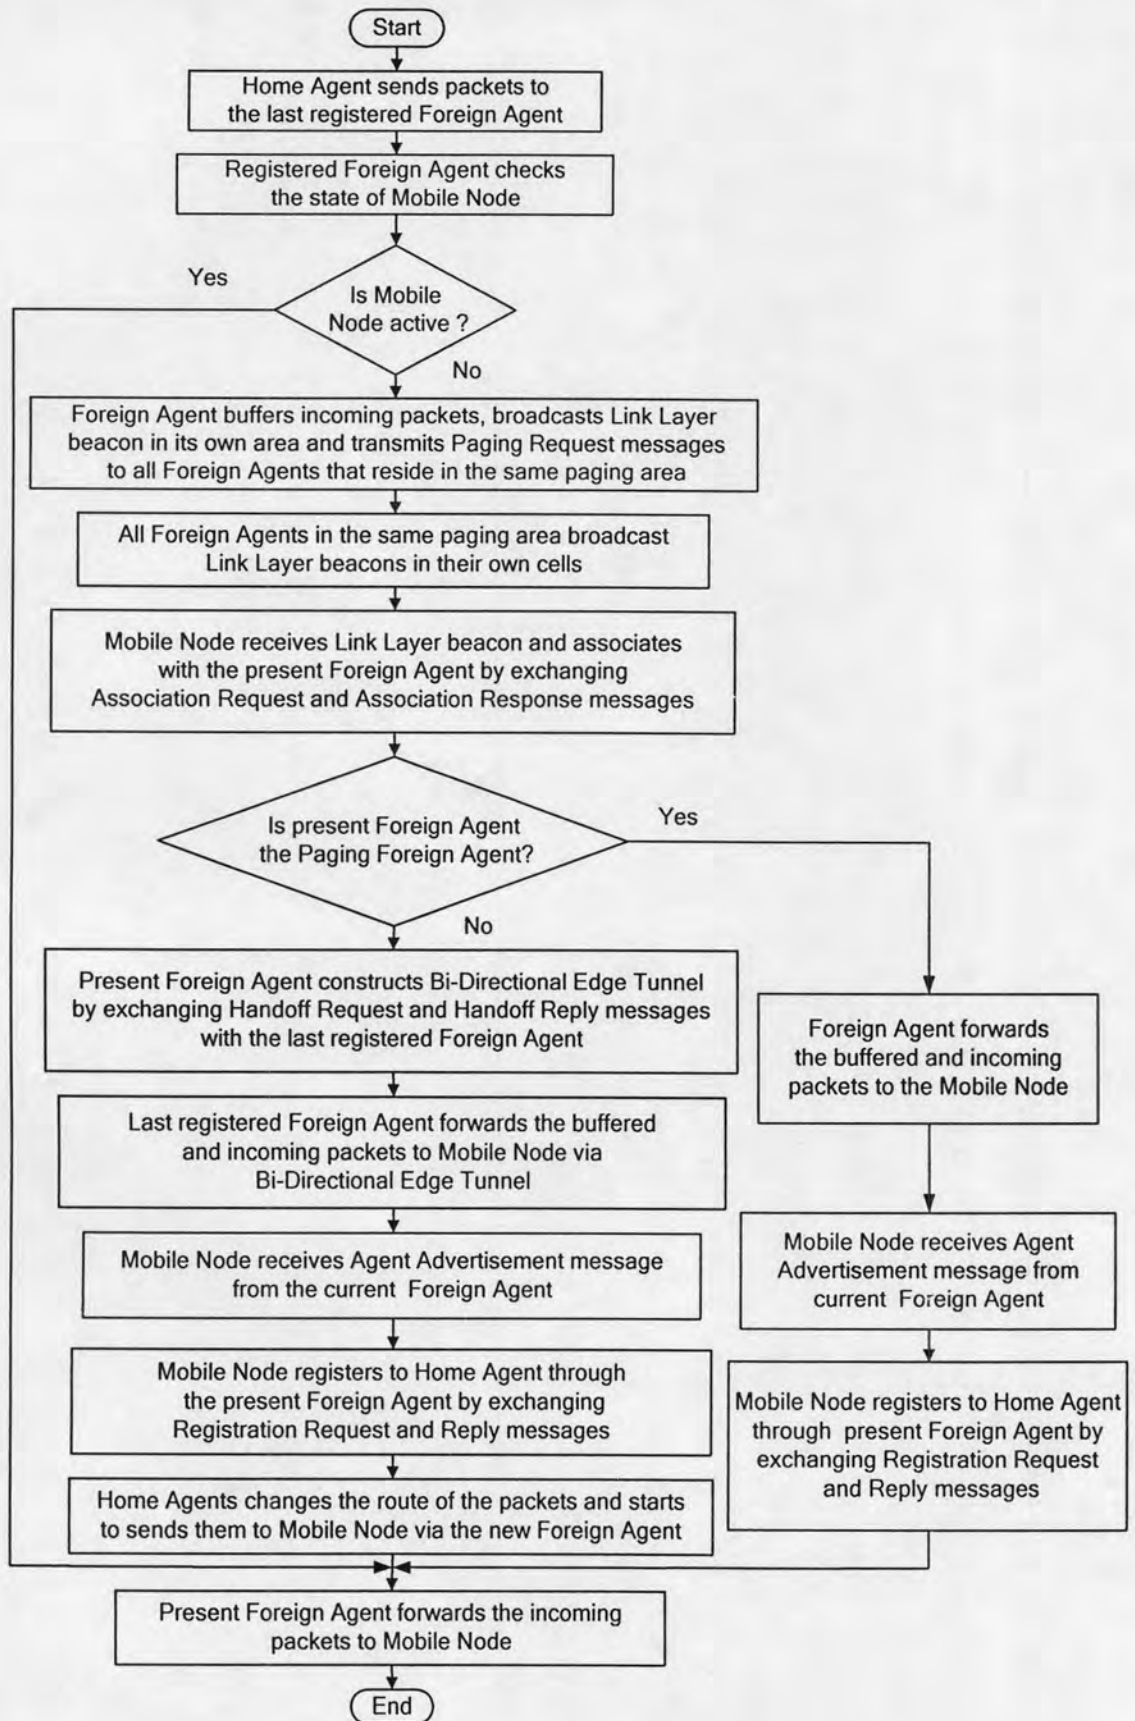 Start
Home Agent sends packets to
the last registered Foreign Agent
Registered Foreign Agent checks
the state of Mobile Node
Yes
Is Mobile
Node active ?
No
Foreign Agent buffers incoming packets, broadcasts Link Layer
beacon in its own area and transmits Paging Request messages
to all Foreign Agents that reside in the same paging area
All Foreign Agents in the same paging area broadcast
Link Layer beacons in their own cells
Mobile Node receives Link Layer beacon and associates
with the present Foreign Agent by exchanging
Association Request and Association Response messages
Is present Foreign Agent
the Paging Foreign Agent?
Yes
No
Present Foreign Agent constructs Bi-Directional Edge Tunnel
by exchanging Handoff Request and Handoff Reply messages
with the last registered Foreign Agent
Foreign Agent forwards
the buffered and incoming
packets to the Mobile Node
Last registered Foreign Agent forwards the buffered
and incoming packets to Mobile Node via
Bi-Directional Edge Tunnel
Mobile Node receives Agent Advertisement message
from the current Foreign Agent
Mobile Node receives Agent
Advertisement message from
current Foreign Agent
Mobile Node registers to Home Agent through
the present Foreign Agent by exchanging
Registration Request and Reply messages
Mobile Node registers to Home Agent
through present Foreign Agent by
exchanging Registration Request
and Reply messages
Home Agents changes the route of the packets and starts
to sends them to Mobile Node via the new Foreign Agent
Present Foreign Agent forwards the incoming
packets to Mobile Node
End